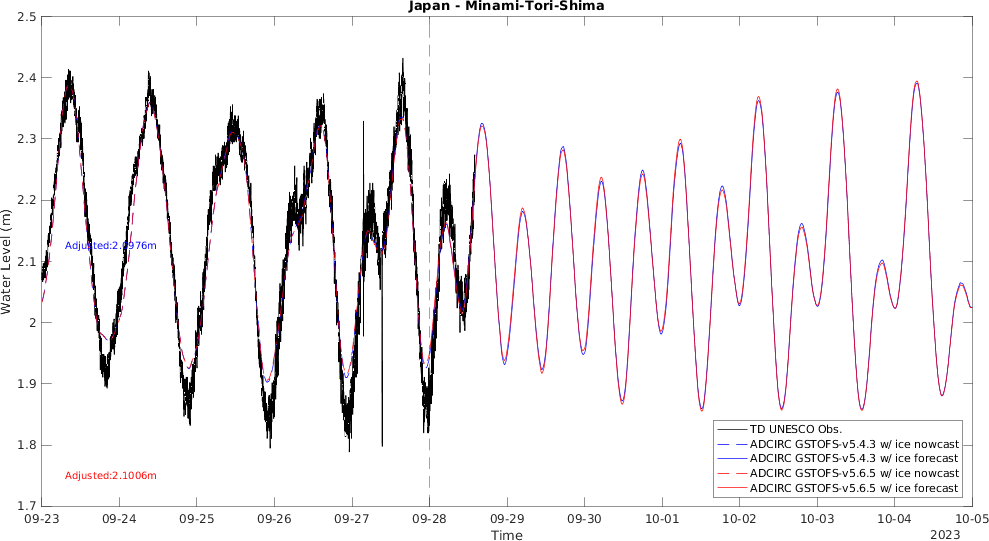 Japan - Minami-Tori-Shima
2.5
2.4
2.3
2.2
2.1
2
1.9
1.8
1.7
Water Level (m)
Adjusted:2.0976m
Adjusted:2.1006m
TD UNESCO Obs.
ADCIRC GSTOFS-v5.4.3 w/ ice nowcast
ADCIRC GSTOFS-v5.4.3 w/ ice forecast
ADCIRC GSTOFS-v5.6.5 w/ ice nowcast
ADCIRC GSTOFS-v5.6.5 w/ ice forecast
09-23 09-24 09-25 09-26 09-27 09-28 09-29 09-30 10-01 10-02 10-03 10-04 10-05
Time
2023